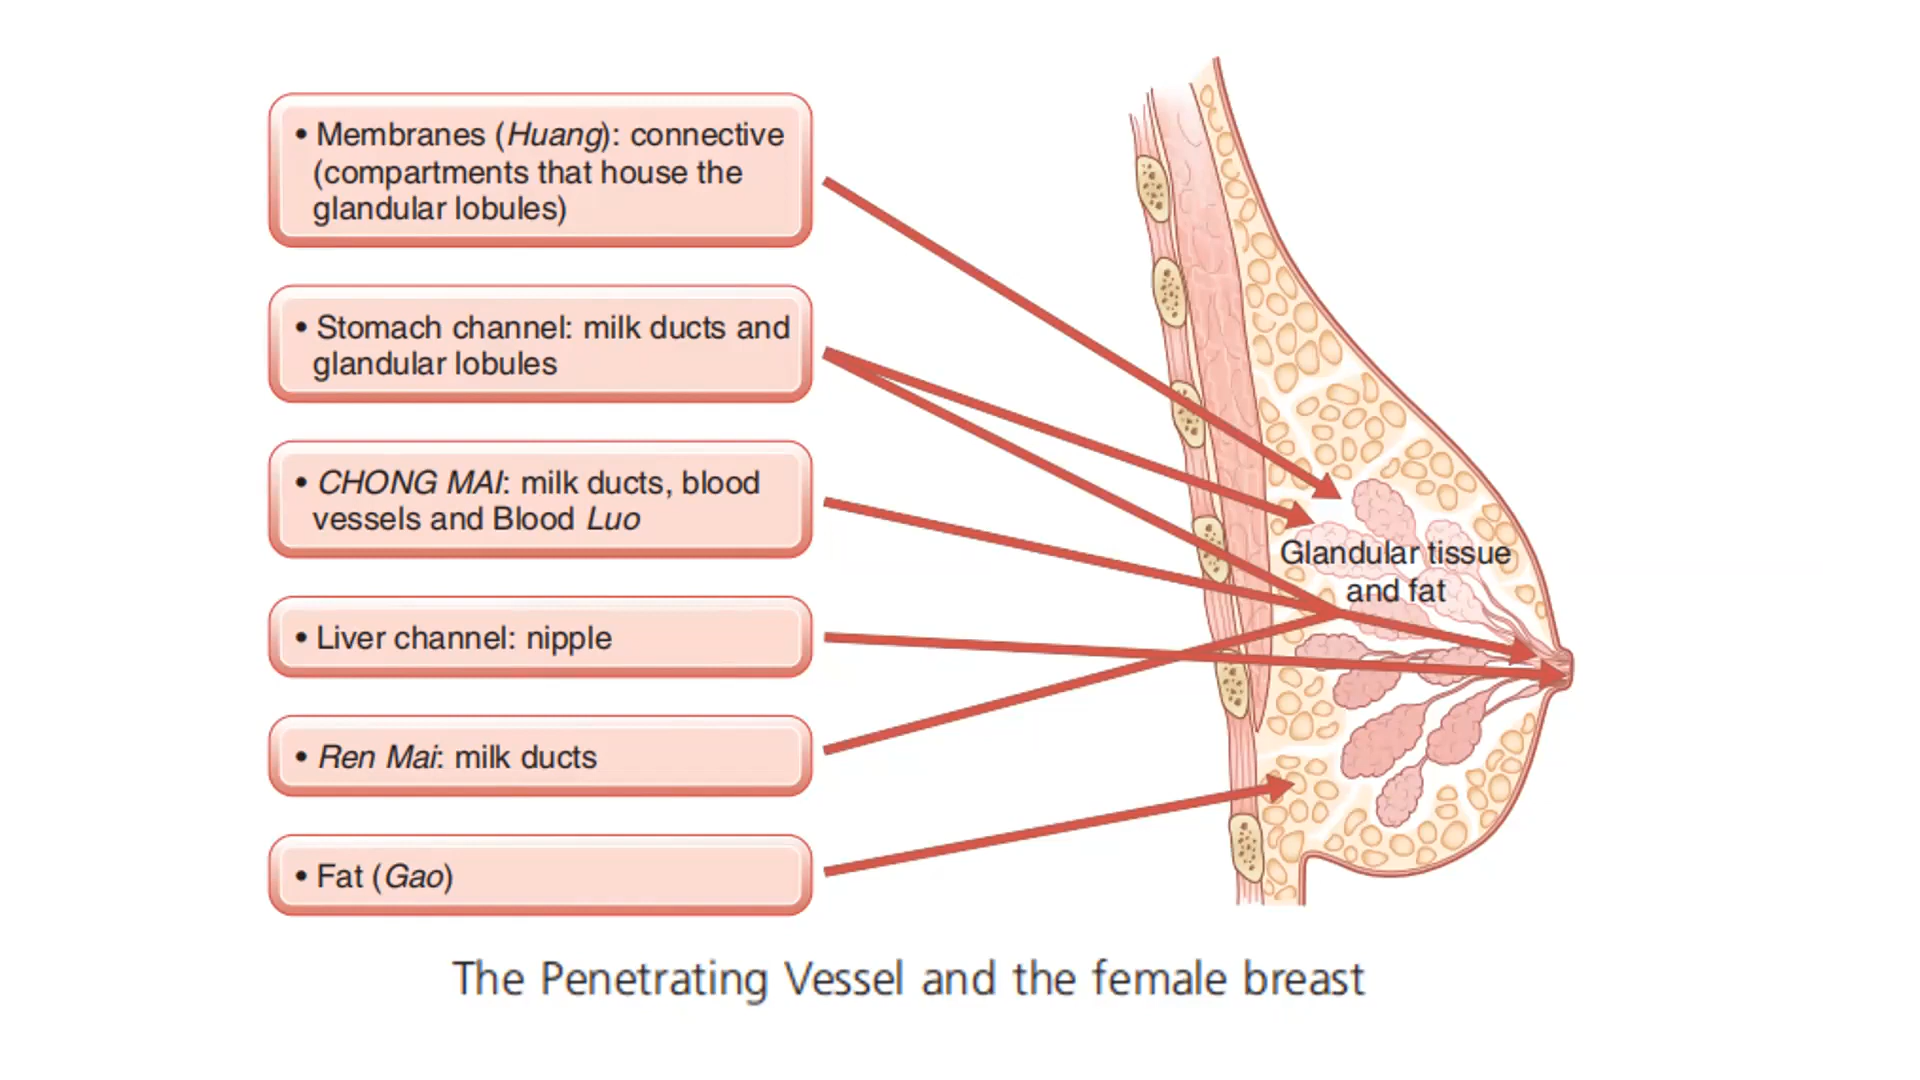 • Membranes (Huang): connective
(compartments that house the
glandular lobules)
• Stomach channel: milk ducts and
glandular lobules
• CHONG MAI: milk ducts, blood
vessels and Blood Luo
• Liver channel: nipple
• Ren Mai: milk ducts
• Fat (Gao)
Glandular tissue
and fat
The Penetrating Vessel and the female breast